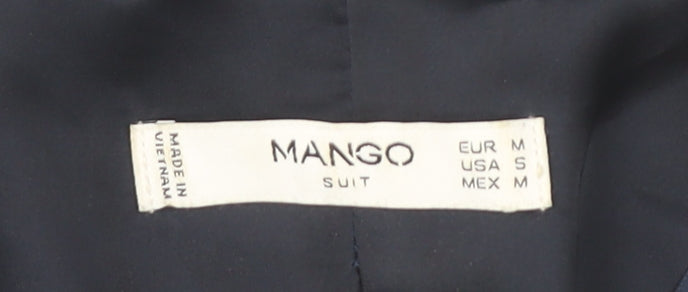 MADE IN
VIETNAM
MANGO
SUIT
EUR M
USA S
MEX M